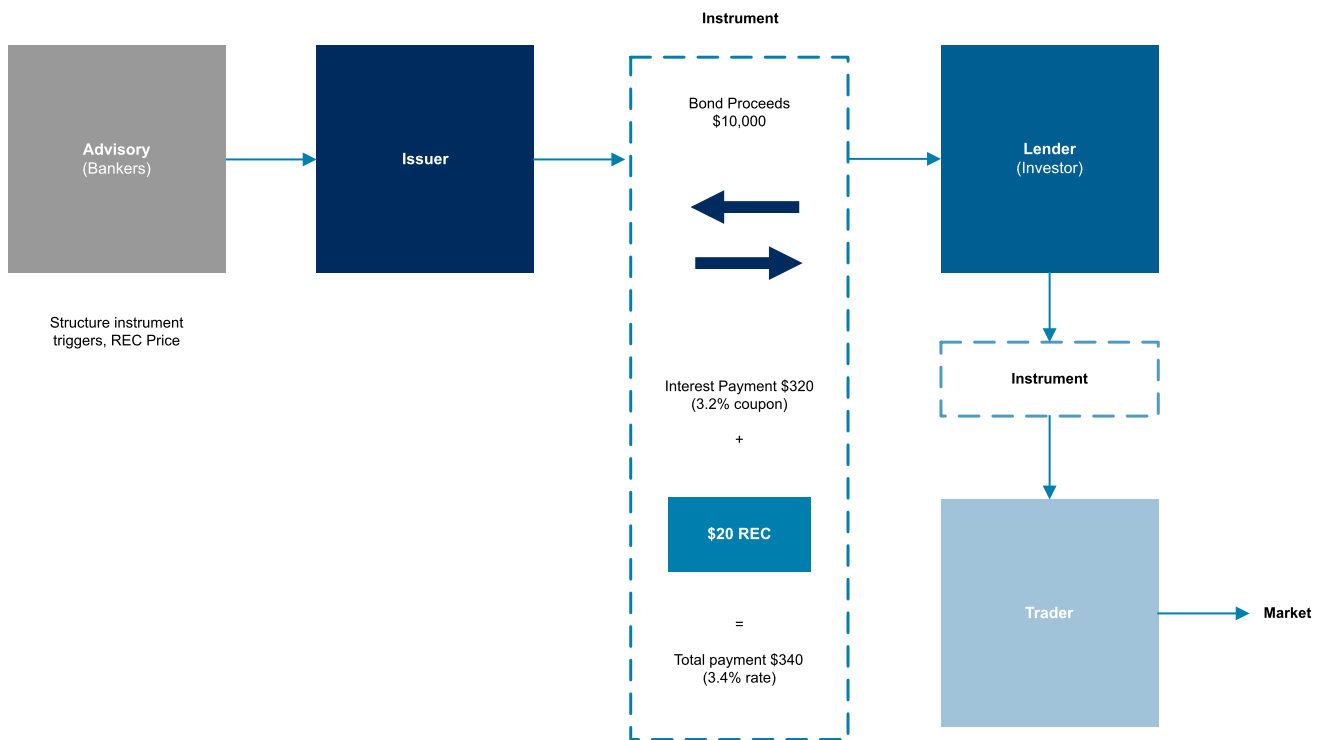 Instrument
Advisory
(Bankers)
Issuer
Bond Proceeds
$10,000
Lender
(Investor)
Structure instrument
triggers, REC Price
Interest Payment $320
(3.2% coupon)
+
$20 REC
=
Total payment $340
(3.4% rate)
Instrument
Trader
Market